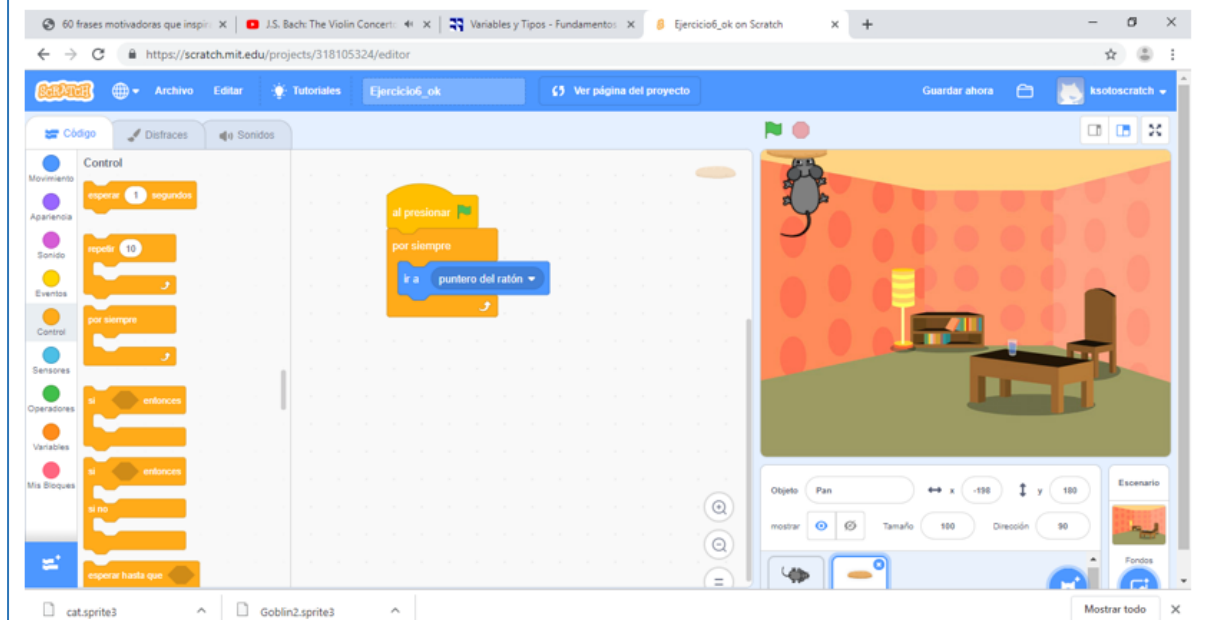 60 frases motivadoras que inspir
J.S. Bach: The Violin Concerto
Variables y Tipos - Fundamentos
Ejercicio6_ok on Scratch
https://scratch.mit.edu/projects/318105324/editor
SCRATCH
Archivo
Editar
Tutoriales
Ejercicio6_ok
Ver página del proyecto
Guardar ahora
ksotoscratch
Código
Disfraces
Sonidos
Movimiento
Apariencia
Sonido
Eventos
Control
Sensores
Operadores
Variables
Mis Bloques
Control
esperar 1 segundos
repetir 10
por siempre
si entonces
si entonces
si no
esperar hasta que
al presionar
por siempre
ir a puntero del ratón
Objeto Pan x -198 y 180
mostrar Tamaño 100 Dirección 90
Escenario
Fondos
cat.sprite3
Goblin2.sprite3
Mostrar todo